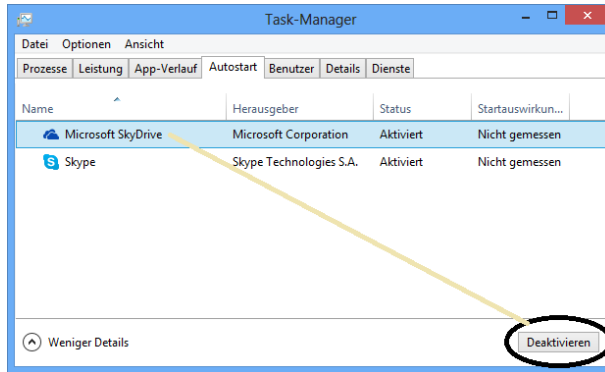 Task-Manager
Datei Optionen Ansicht
Prozesse Leistung App-Verlauf Autostart Benutzer Details Dienste
Name Herausgeber Status Startauswirkun...
Microsoft SkyDrive Microsoft Corporation Aktiviert Nicht gemessen
Skype Skype Technologies S.A. Aktiviert Nicht gemessen
Weniger Details Deaktivieren